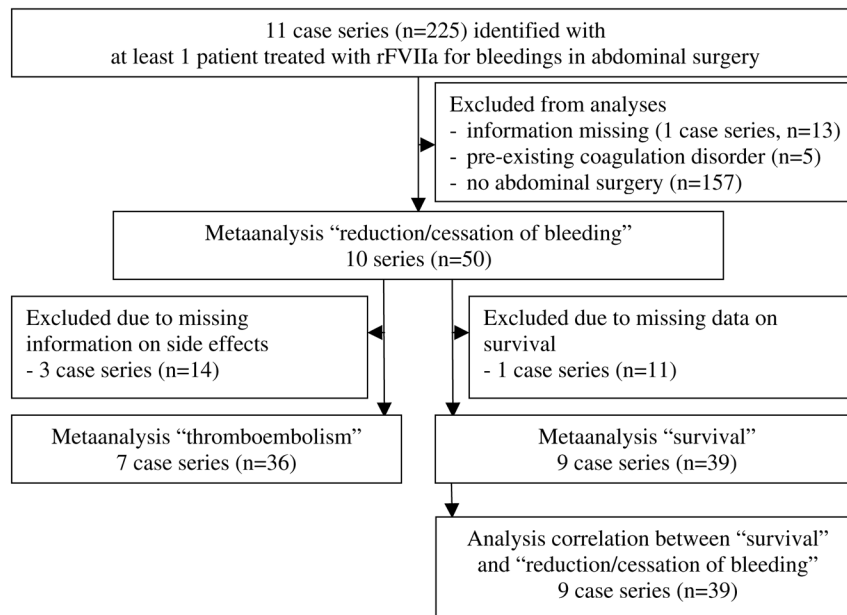 11 case series (n=225) identified with
at least 1 patient treated with rFVIIa for bleedings in abdominal surgery
Excluded from analyses
- information missing (1 case series, n=13)
- pre-existing coagulation disorder (n=5)
- no abdominal surgery (n=157)
Metaanalysis “reduction/cessation of bleeding”
10 series (n=50)
Excluded due to missing
information on side effects
- 3 case series (n=14)
Excluded due to missing data on
survival
- 1 case series (n=11)
Metaanalysis “thromboembolism”
7 case series (n=36)
Metaanalysis “survival”
9 case series (n=39)
Analysis correlation between “survival”
and “reduction/cessation of bleeding”
9 case series (n=39)